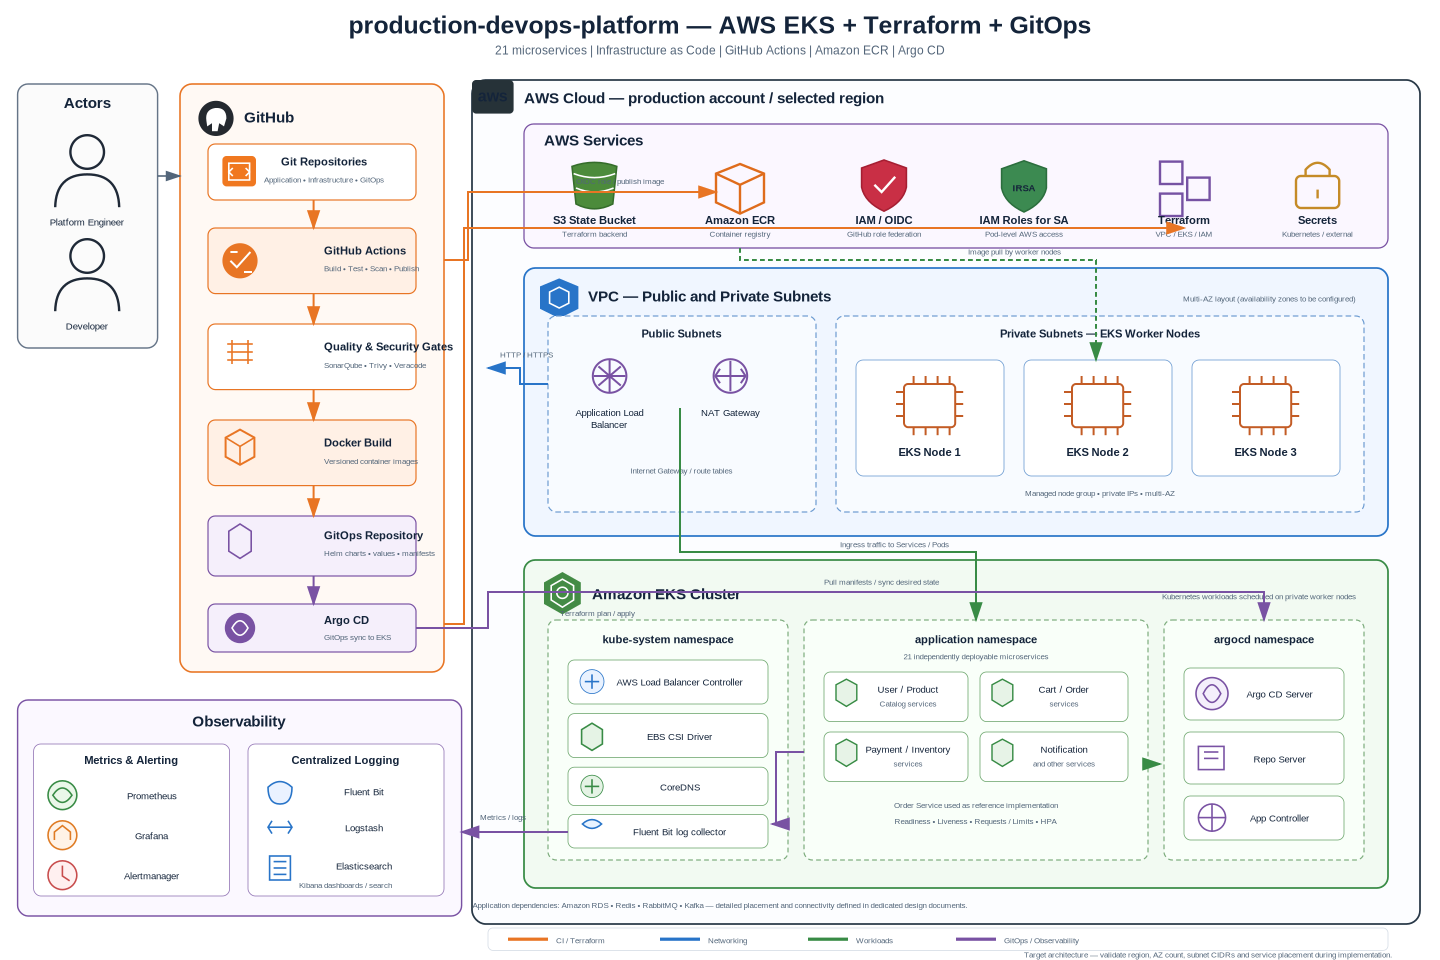 production-devops-platform — AWS EKS + Terraform + GitOps
21 microservices | Infrastructure as Code | GitHub Actions | Amazon ECR | Argo CD
Actors
Platform Engineer
Developer
GitHub
Git Repositories
Application • Infrastructure • GitOps
GitHub Actions
Build • Test • Scan • Publish
Quality & Security Gates
SonarQube • Trivy • Veracode
Docker Build
Versioned container images
GitOps Repository
Helm charts • values • manifests
Argo CD
GitOps sync to EKS
aws
AWS Cloud — production account / selected region
AWS Services
publish image
S3 State Bucket
Terraform backend
Amazon ECR
Container registry
IAM / OIDC
GitHub role federation
IRSA
IAM Roles for SA
Pod-level AWS access
Terraform
VPC / EKS / IAM
Secrets
Kubernetes / external
Image pull by worker nodes
VPC — Public and Private Subnets
Multi-AZ layout (availability zones to be configured)
HTTP / HTTPS
Public Subnets
Application Load
Balancer
NAT Gateway
Internet Gateway / route tables
Private Subnets — EKS Worker Nodes
EKS Node 1
EKS Node 2
EKS Node 3
Managed node group • private IPs • multi-AZ
Ingress traffic to Services / Pods
Amazon EKS Cluster
Pull manifests / sync desired state
Kubernetes workloads scheduled on private worker nodes
Terraform plan / apply
kube-system namespace
AWS Load Balancer Controller
EBS CSI Driver
CoreDNS
Fluent Bit log collector
application namespace
21 independently deployable microservices
User / Product
Catalog services
Cart / Order
services
Payment / Inventory
services
Notification
and other services
Order Service used as reference implementation
Readiness • Liveness • Requests / Limits • HPA
argocd namespace
Argo CD Server
Repo Server
App Controller
Observability
Metrics & Alerting
Prometheus
Grafana
Alertmanager
Centralized Logging
Fluent Bit
Logstash
Elasticsearch
Kibana dashboards / search
Metrics / logs
Application dependencies: Amazon RDS • Redis • RabbitMQ • Kafka — detailed placement and connectivity defined in dedicated design documents.
CI / Terraform
Networking
Workloads
GitOps / Observability
Target architecture — validate region, AZ count, subnet CIDRs and service placement during implementation.